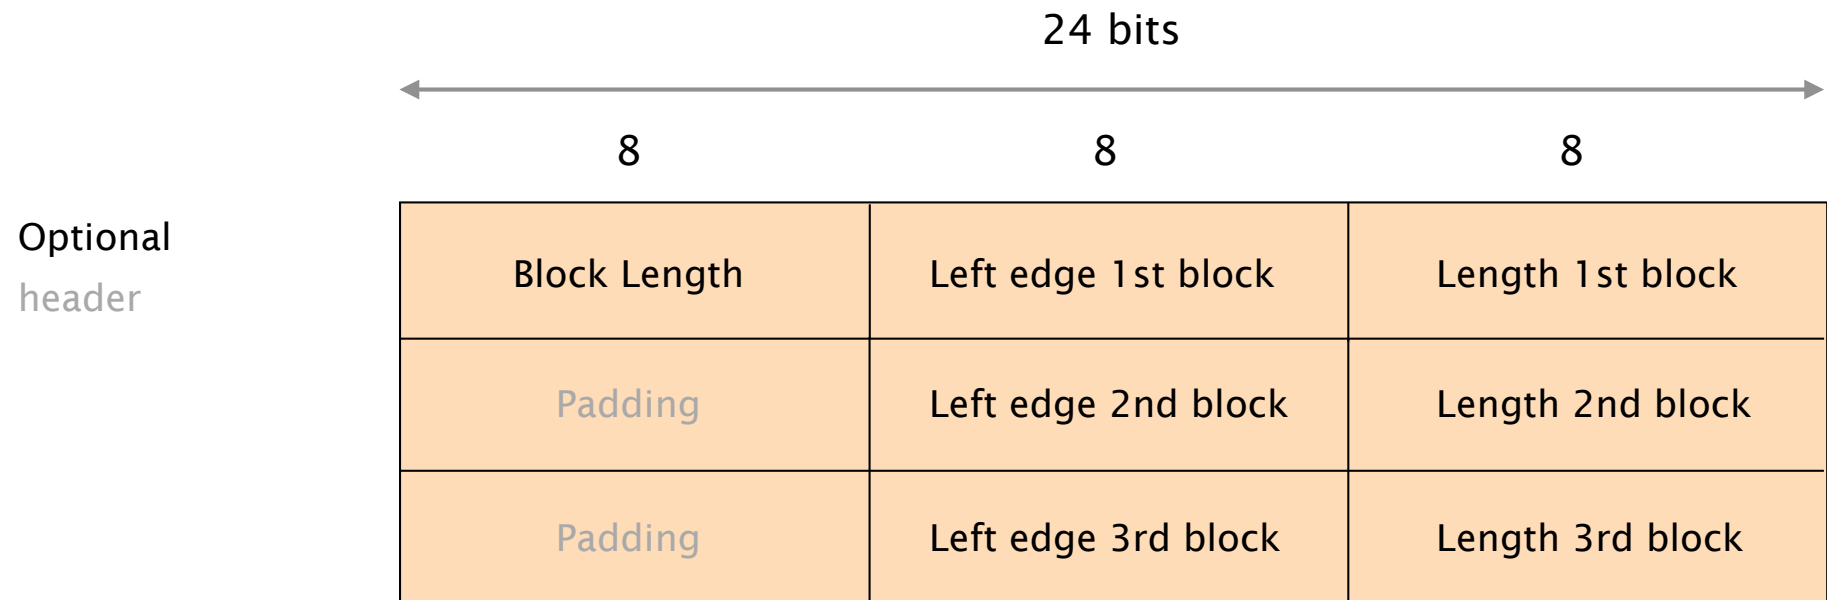 24 bits
8 8 8
Optional
header
Block Length Left edge 1st block Length 1st block
Padding Left edge 2nd block Length 2nd block
Padding Left edge 3rd block Length 3rd block